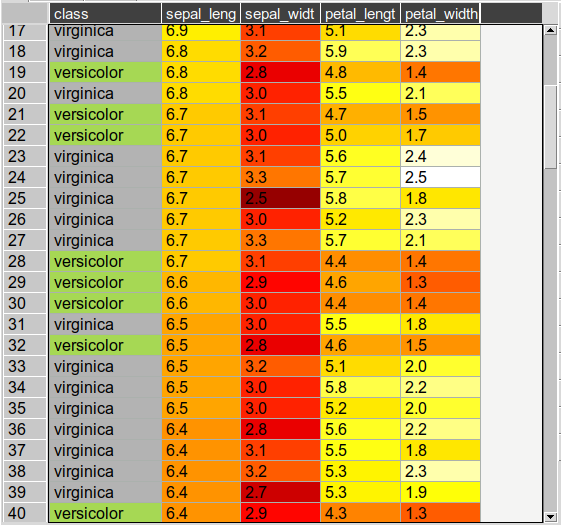 class sepal_leng sepal_widt petal_lengt petal_width
17 virginica 6.9 3.1 5.1 2.3
18 virginica 6.8 3.2 5.9 2.3
19 versicolor 6.8 2.8 4.8 1.4
20 virginica 6.8 3.0 5.5 2.1
21 versicolor 6.7 3.1 4.7 1.5
22 versicolor 6.7 3.0 5.0 1.7
23 virginica 6.7 3.1 5.6 2.4
24 virginica 6.7 3.3 5.7 2.5
25 virginica 6.7 2.5 5.8 1.8
26 virginica 6.7 3.0 5.2 2.3
27 virginica 6.7 3.3 5.7 2.1
28 versicolor 6.7 3.1 4.4 1.4
29 versicolor 6.6 2.9 4.6 1.3
30 versicolor 6.6 3.0 4.4 1.4
31 virginica 6.5 3.0 5.5 1.8
32 versicolor 6.5 2.8 4.6 1.5
33 virginica 6.5 3.2 5.1 2.0
34 virginica 6.5 3.0 5.8 2.2
35 virginica 6.5 3.0 5.2 2.0
36 virginica 6.4 2.8 5.6 2.2
37 virginica 6.4 3.1 5.5 1.8
38 virginica 6.4 3.2 5.3 2.3
39 virginica 6.4 2.7 5.3 1.9
40 versicolor 6.4 2.9 4.3 1.3